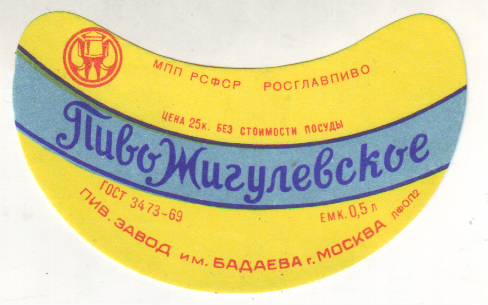 МПП РСФСР РОСГЛАВПИВО
ЦЕНА 25к. БЕЗ СТОИМОСТИ ПОСУДЫ
Пиво Жигулевское
ГОСТ 3473-69
ЕМК. 0,5 л
ПИВ. ЗАВОД им. БАДАЕВА г. МОСКВА ЛФОП2